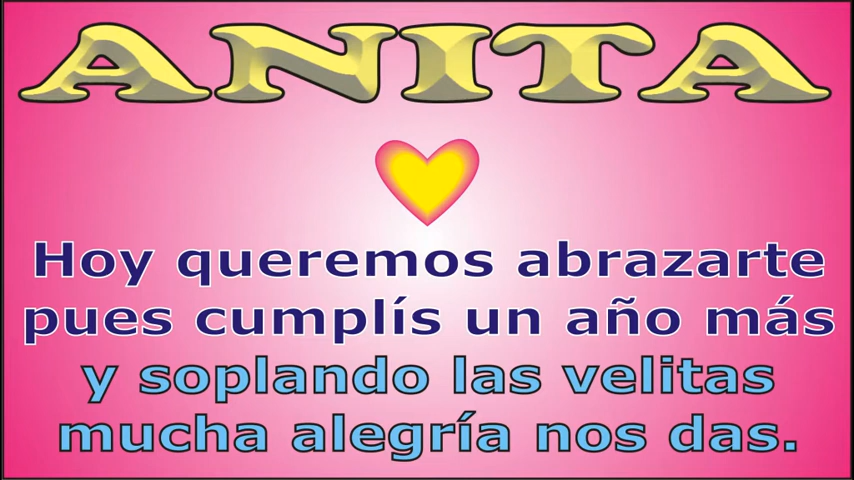 ANITA
Hoy queremos abrazarte
pues cumplís un año más
y soplando las velitas
mucha alegría nos das.